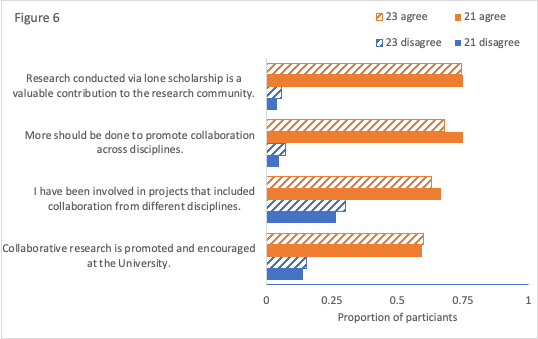 Figure 6
23 agree
21 agree
23 disagree
21 disagree
Research conducted via lone scholarship is a
valuable contribution to the research community.
More should be done to promote collaboration
across disciplines.
I have been involved in projects that included
collaboration from different disciplines.
Collaborative research is promoted and encouraged
at the University.
0
0.25
0.5
0.75
1
Proportion of particiants